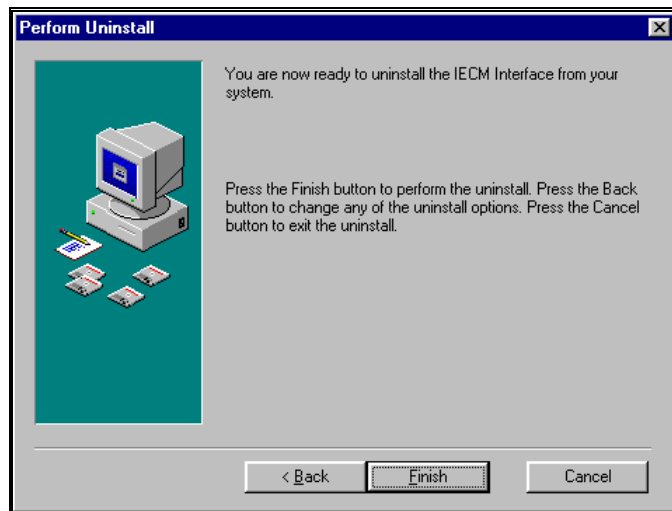 Perform Uninstall
You are now ready to uninstall the IECM Interface from your
system.
Press the Finish button to perform the uninstall. Press the Back
button to change any of the uninstall options. Press the Cancel
button to exit the uninstall.
< Back
Finish
Cancel